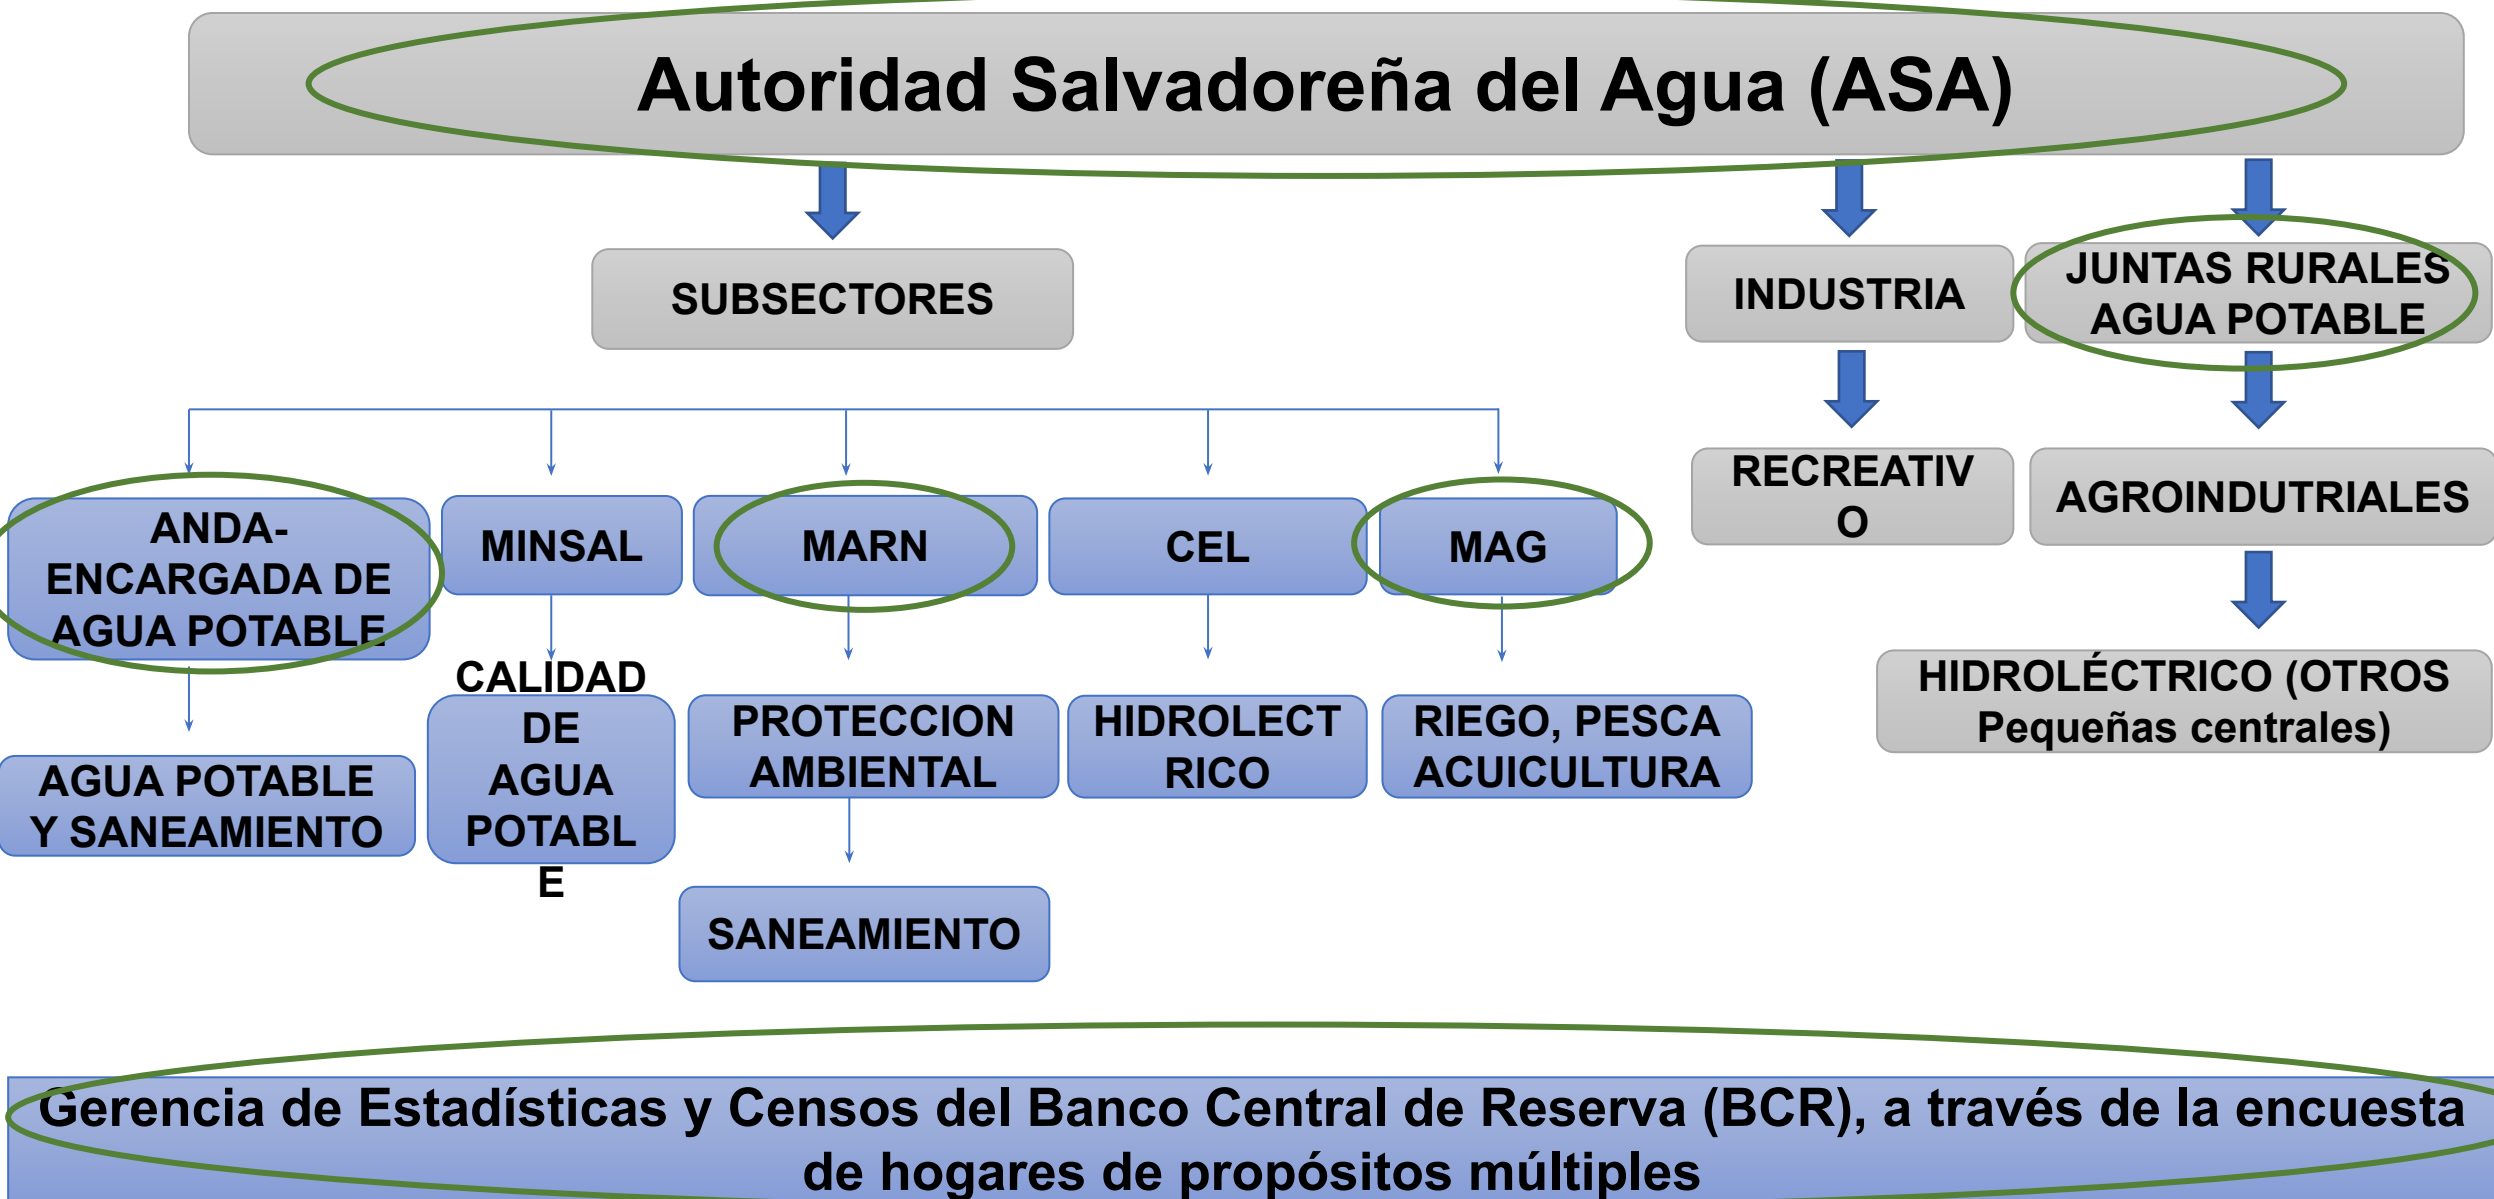 Autoridad Salvadoreña del Agua (ASA)
SUBSECTORES
INDUSTRIA
JUNTAS RURALES
AGUA POTABLE
RECREATIV
O
AGROINDUTRIALES
HIDROLÉCTRICO (OTROS
Pequeñas centrales)
ANDA-
ENCARGADA DE
AGUA POTABLE
MINSAL
MARN
CEL
MAG
AGUA POTABLE
Y SANEAMIENTO
CALIDAD
DE
AGUA
POTABL
E
PROTECCION
AMBIENTAL
HIDROLECT
RICO
RIEGO, PESCA
ACUICULTURA
SANEAMIENTO
Gerencia de Estadísticas y Censos del Banco Central de Reserva (BCR), a través de la encuesta
de hogares de propósitos múltiples